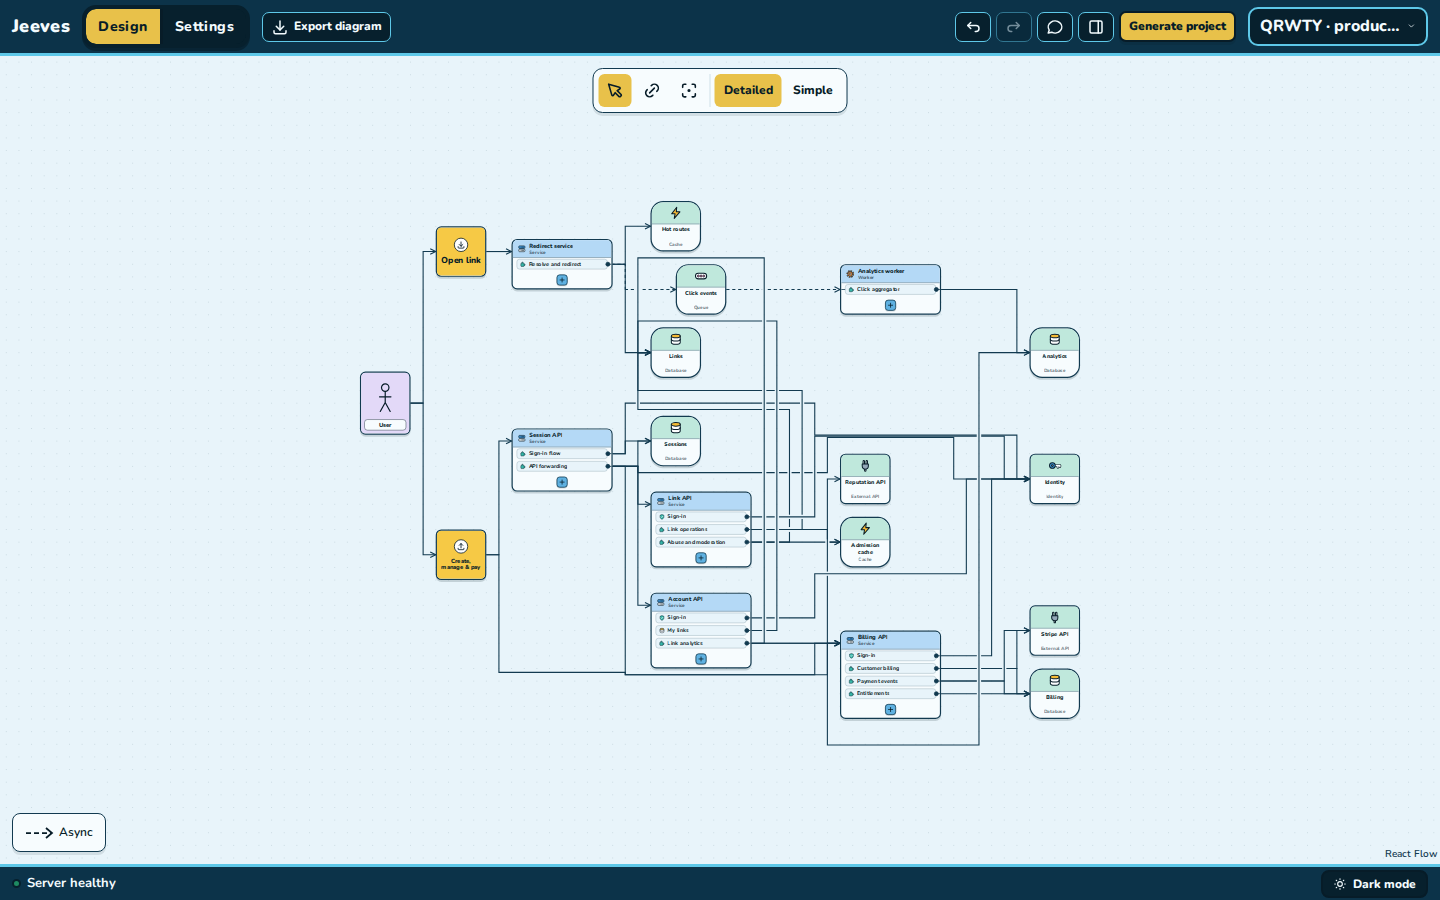 Jeeves
Design
Settings
Export diagram
Generate project
QRWTY · produc...
Detailed
Simple
Hot routes
Cache
Open link
Redirect service
Service
Resolve and redirect
Click events
Queue
Analytics worker
Worker
Click aggregator
Links
Database
Analytics
Database
User
Sessions
Database
Session API
Service
Sign-in flow
API forwarding
Reputation API
External API
Identity
Identity
Link API
Service
Sign-in
Link operations
Abuse and moderation
Admission
cache
Cache
Create,
manage & pay
Account API
Service
Sign-in
My links
Link analytics
Billing API
Service
Sign-in
Customer billing
Payment events
Entitlements
Stripe API
External API
Billing
Database
Async
React Flow
Server healthy
Dark mode